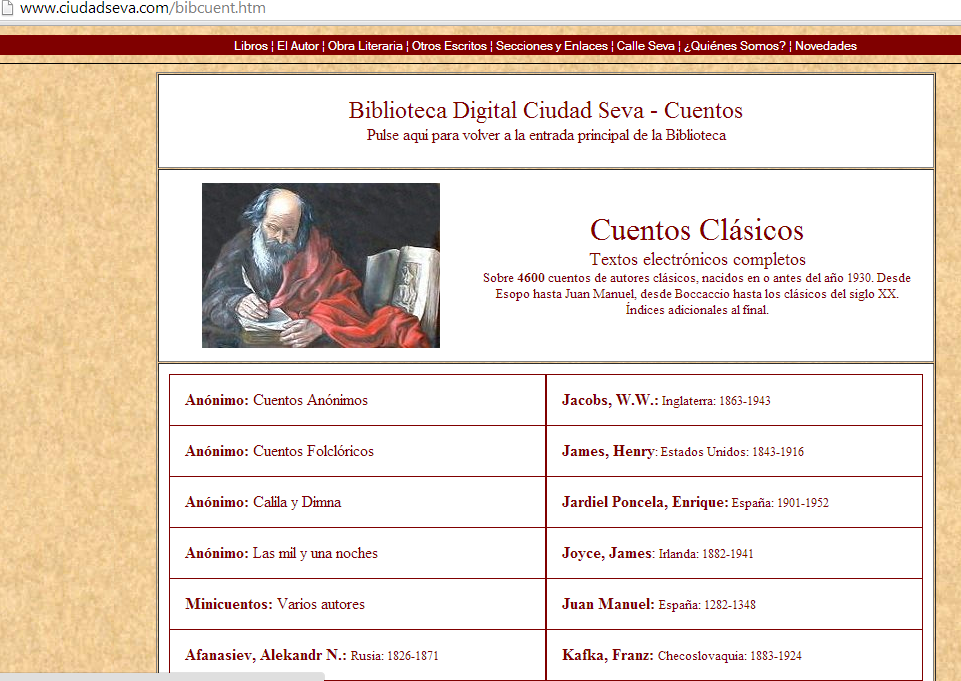 www.ciudadseva.com/bibcuent.htm
Libros ¦ El Autor ¦ Obra Literaria ¦ Otros Escritos ¦ Secciones y Enlaces ¦ Calle Seva ¦ ¿Quiénes Somos? ¦ Novedades
Biblioteca Digital Ciudad Seva - Cuentos
Pulse aquí para volver a la entrada principal de la Biblioteca
Cuentos Clásicos
Textos electrónicos completos
Sobre 4600 cuentos de autores clásicos, nacidos en o antes del año 1930. Desde
Esopo hasta Juan Manuel, desde Boccaccio hasta los clásicos del siglo XX.
Índices adicionales al final.
Anónimo: Cuentos Anónimos
Jacobs, W.W.: Inglaterra: 1863-1943
Anónimo: Cuentos Folclóricos
James, Henry: Estados Unidos: 1843-1916
Anónimo: Calila y Dimna
Jardiel Poncela, Enrique: España: 1901-1952
Anónimo: Las mil y una noches
Joyce, James: Irlanda: 1882-1941
Minicuentos: Varios autores
Juan Manuel: España: 1282-1348
Afanasiev, Alekandr N.: Rusia: 1826-1871
Kafka, Franz: Checoslovaquia: 1883-1924